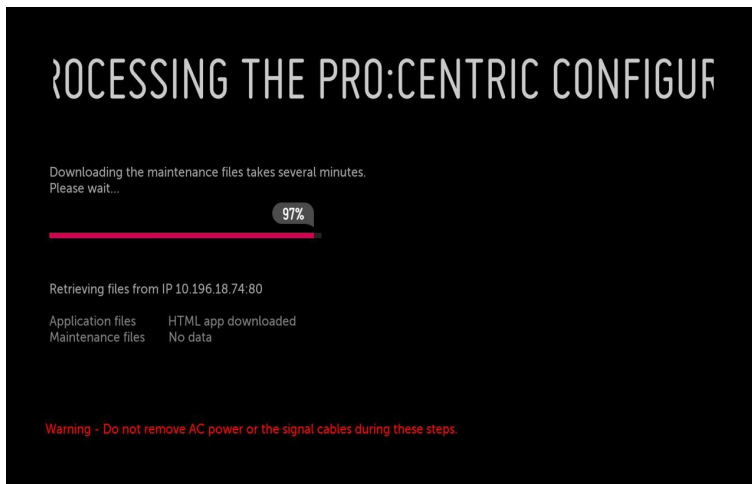 ROCESSING THE PRO:CENTRIC CONFIGUR
Downloading the maintenance files takes several minutes.
Please wait...
97%
Retrieving files from IP 10.196.18.74:80
Application files HTML app downloaded
Maintenance files No data
Warning - Do not remove AC power or the signal cables during these steps.